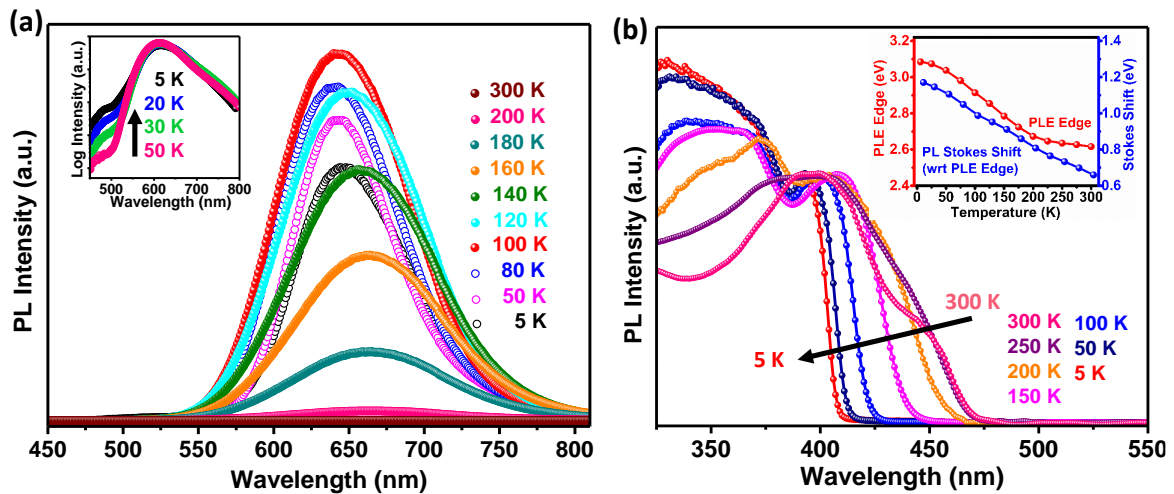 (a)
PL Intensity (a.u.)
Log Intensity (a.u.)
5 K
20 K
30 K
50 K
500 600 700 800
Wavelength (nm)
300 K
200 K
180 K
160 K
140 K
120 K
100 K
80 K
50 K
5 K
450 500 550 600 650 700 750 800
Wavelength (nm)
(b)
PL Intensity (a.u.)
PLE Edge (eV)
3.2
3.0
2.8
2.6
2.4
PLE Edge
PL Stokes Shift
(wrt PLE Edge)
1.4
1.2
1.0
0.8
0.6
Stokes Shift (eV)
0 50 100 150 200 250 300
Temperature (K)
300 K
5 K
300 K
250 K
200 K
150 K
100 K
50 K
5 K
350 400 450 500 550
Wavelength (nm)